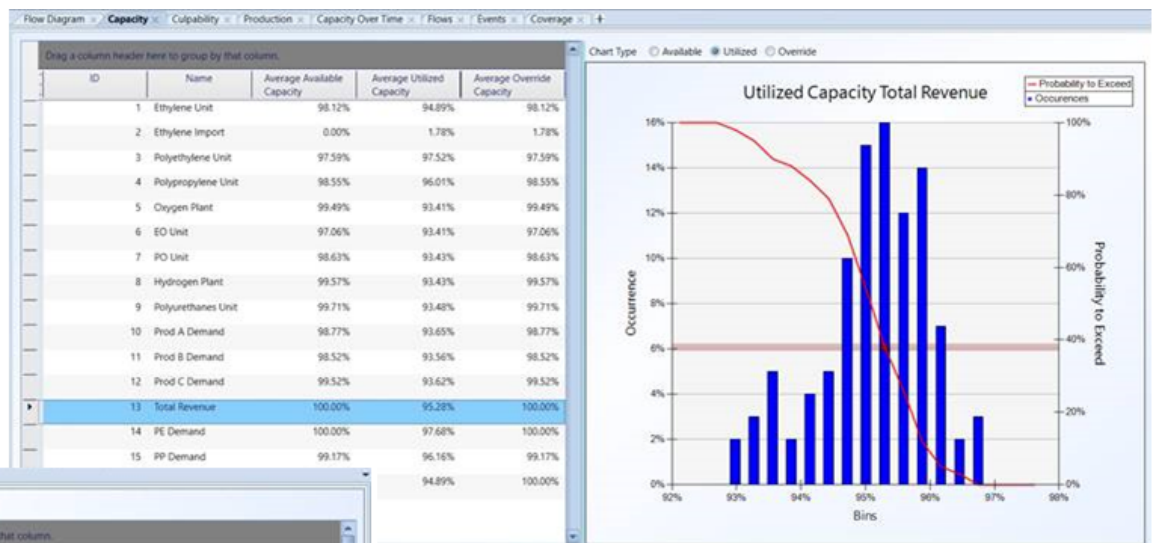 Flow Diagram × Capacity × Culpability × Production × Capacity Over Time × Flows × Events × Coverage × +
Drag a column header here to group by that column.
ID Name Average Available Capacity Average Utilized Capacity Average Override Capacity
1 Ethylene Unit 98.12% 94.89% 98.12%
2 Ethylene Import 0.00% 1.78% 1.78%
3 Polyethylene Unit 97.59% 97.52% 97.59%
4 Polypropylene Unit 98.55% 96.01% 98.55%
5 Oxygen Plant 99.49% 93.41% 99.49%
6 EO Unit 97.06% 93.41% 97.06%
7 PO Unit 98.63% 93.43% 98.63%
8 Hydrogen Plant 99.57% 93.43% 99.57%
9 Polyurethanes Unit 99.71% 93.48% 99.71%
10 Prod A Demand 98.77% 93.65% 98.77%
11 Prod B Demand 98.52% 93.56% 98.52%
12 Prod C Demand 99.52% 93.62% 99.52%
13 Total Revenue 100.00% 95.28% 100.00%
14 PE Demand 100.00% 97.68% 100.00%
15 PP Demand 99.17% 96.16% 99.17%
94.89% 100.00%
that column.
Chart Type Available Utilized Override
Utilized Capacity Total Revenue
Probability to Exceed
Occurences
16%
14%
12%
10%
8%
6%
4%
2%
0%
Occurrence
100%
80%
60%
40%
20%
0%
Probability to Exceed
92% 93% 94% 95% 96% 97% 98%
Bins